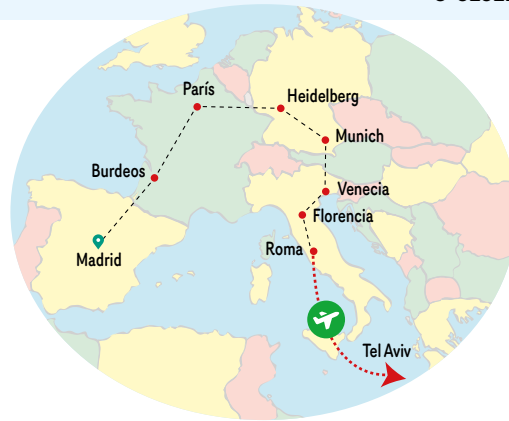 París
Heidelberg
Munich
Burdeos
Venecia
Florencia
Madrid
Roma
Tel Aviv